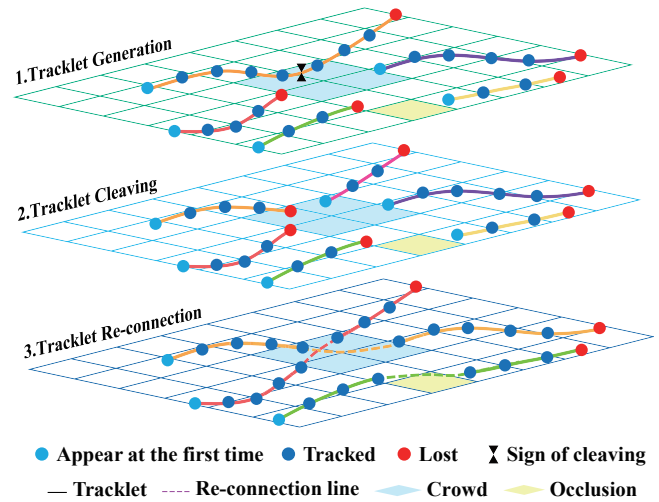 1.Tracklet Generation
2.Tracklet Cleaving
3.Tracklet Re-connection
Appear at the first time Tracked Lost Sign of cleaving
Tracklet Re-connection line Crowd Occlusion